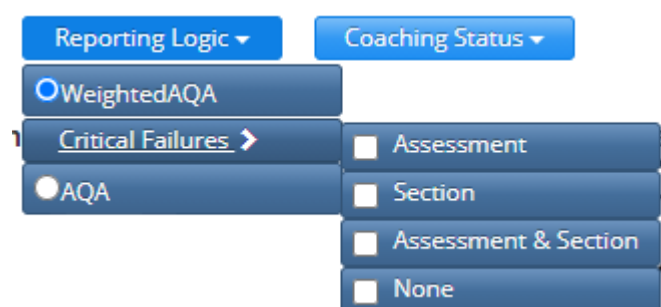 Reporting Logic
Coaching Status
WeightedAQA
Critical Failures
AQA
Assessment
Section
Assessment & Section
None